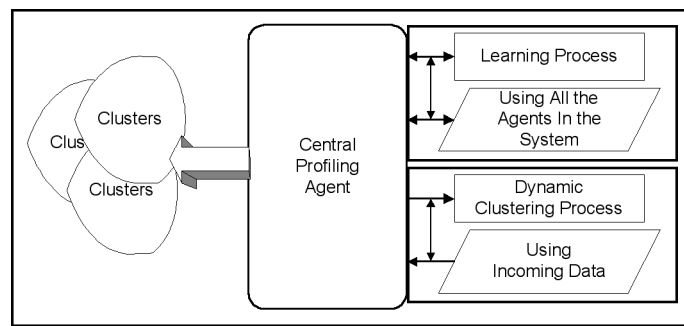 Clusters
Clus
Clusters
Central
Profiling
Agent
Learning Process
Using All the
Agents In the
System
Dynamic
Clustering Process
Using
Incoming Data